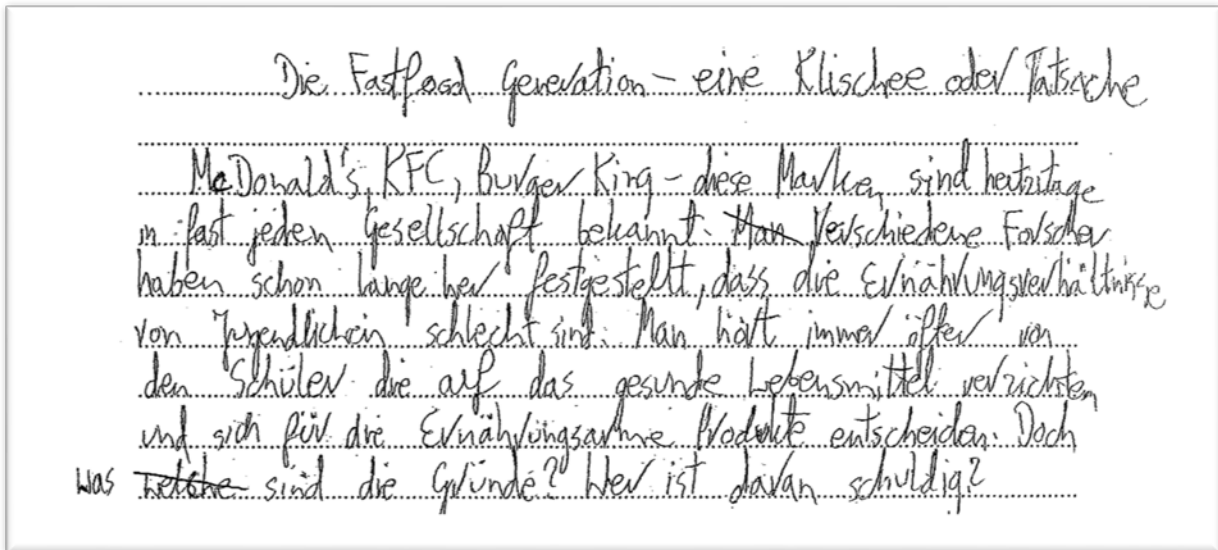 Die Fastfood Generation – eine Klischee oder Tatsache
McDonald's, KFC, Burger King – diese Marken sind heutzitage
in fast jeden Gesellschaft bekannt. Man Verschiedene Forscher
haben schon lange her festgestellt, dass die Ernährungsverhältnisse
von Jugendlichen schlecht sind. Man hört immer öfter von
den Schüler die auf das gesunde Lebensmittel verzichten
und sich für die Ernährungsarme Produkte entscheiden. Doch
was welche sind die Gründe? Wer ist daran schuldig?